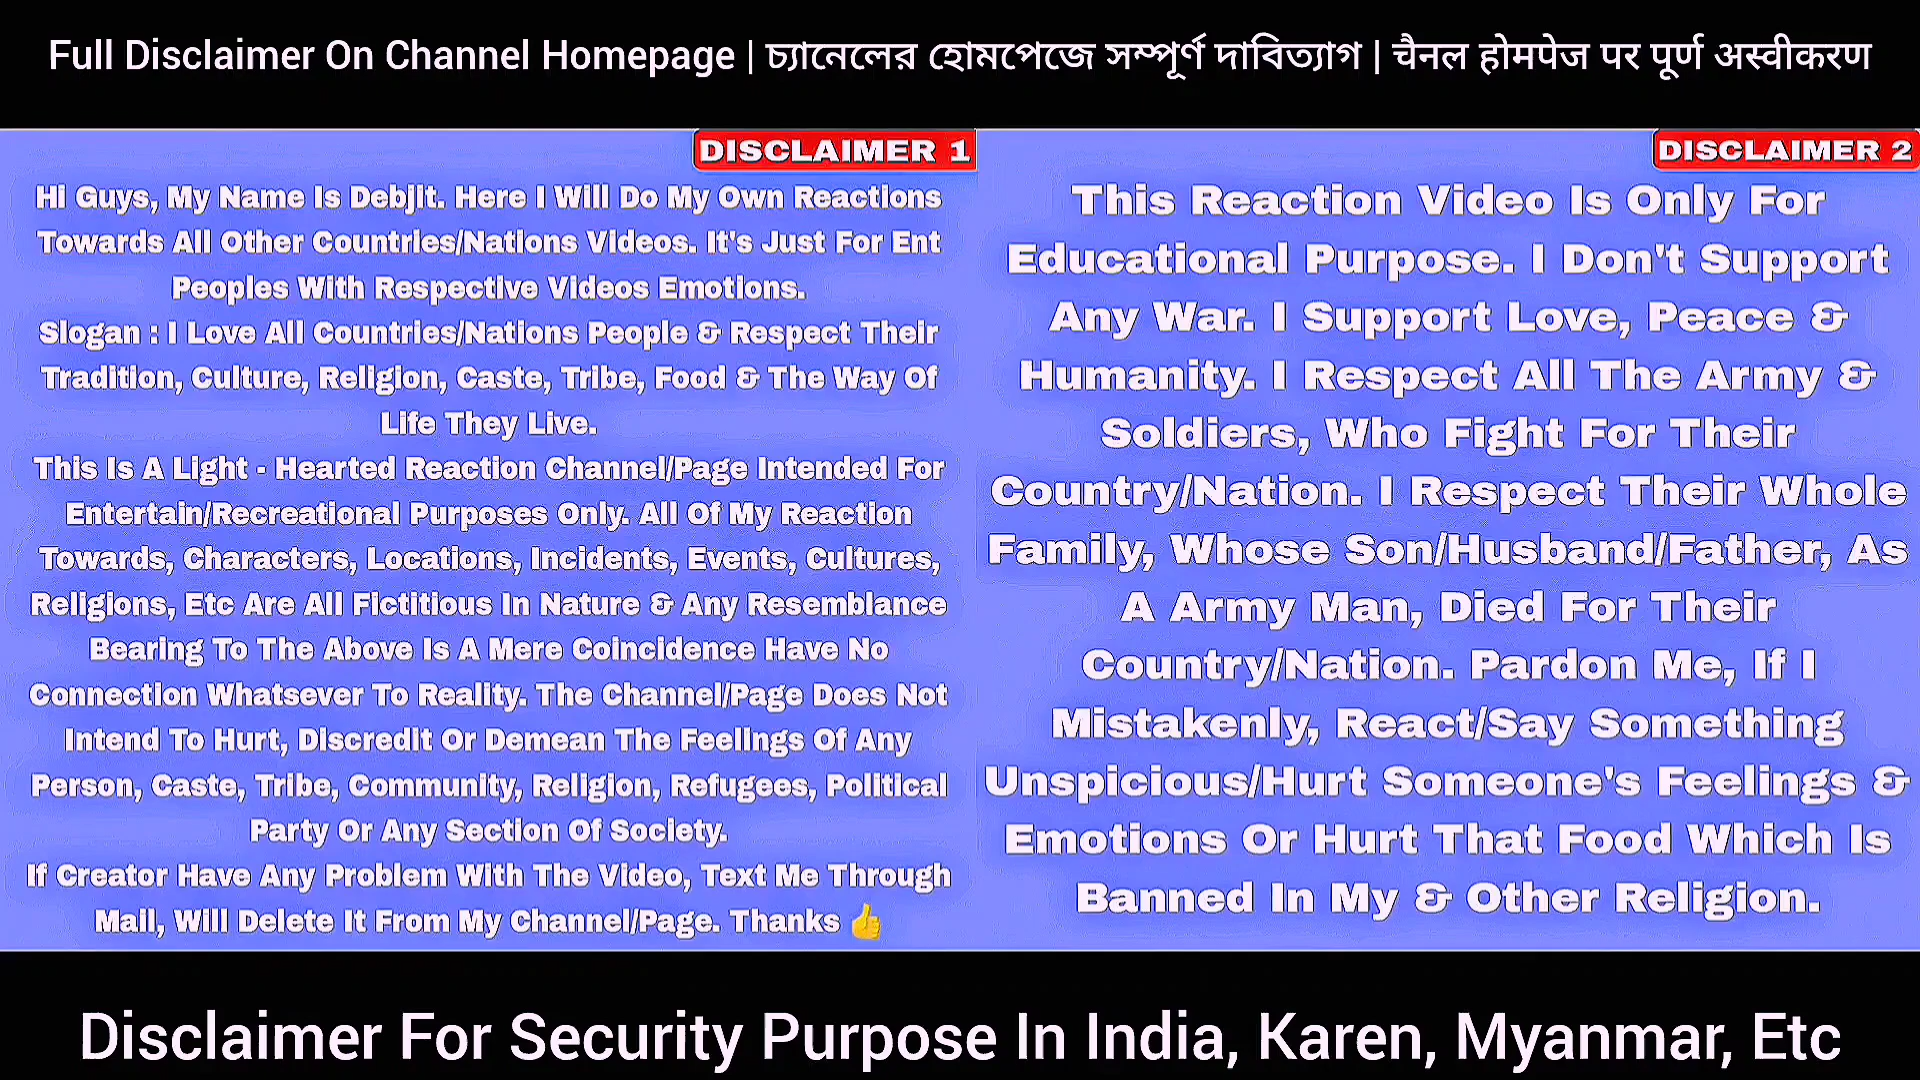 Full Disclaimer On Channel Homepage | চ্যানেলের হোমপেজে সম্পূর্ণ দাবিত্যাগ | चैनल होमपेज पर पूर्ण अस्वीकरण
DISCLAIMER 1
Hi Guys, My Name Is Debjit. Here I Will Do My Own Reactions
Towards All Other Countries/Nations Videos. It's Just For Ent
Peoples With Respective Videos Emotions.
Slogan : I Love All Countries/Nations People & Respect Their
Tradition, Culture, Religion, Caste, Tribe, Food & The Way Of
Life They Live.
This Is A Light - Hearted Reaction Channel/Page Intended For
Entertain/Recreational Purposes Only. All Of My Reaction
Towards, Characters, Locations, Incidents, Events, Cultures,
Religions, Etc Are All Fictitious In Nature & Any Resemblance
Bearing To The Above Is A Mere Coincidence Have No
Connection Whatsever To Reality. The Channel/Page Does Not
Intend To Hurt, Discredit Or Demean The Feelings Of Any
Person, Caste, Tribe, Community, Religion, Refugees, Political
Party Or Any Section Of Society.
If Creator Have Any Problem With The Video, Text Me Through
Mail, Will Delete It From My Channel/Page. Thanks 👍
DISCLAIMER 2
This Reaction Video Is Only For
Educational Purpose. I Don't Support
Any War. I Support Love, Peace &
Humanity. I Respect All The Army &
Soldiers, Who Fight For Their
Country/Nation. I Respect Their Whole
Family, Whose Son/Husband/Father, As
A Army Man, Died For Their
Country/Nation. Pardon Me, If I
Mistakenly, React/Say Something
Unspicious/Hurt Someone's Feelings &
Emotions Or Hurt That Food Which Is
Banned In My & Other Religion.
Disclaimer For Security Purpose In India, Karen, Myanmar, Etc